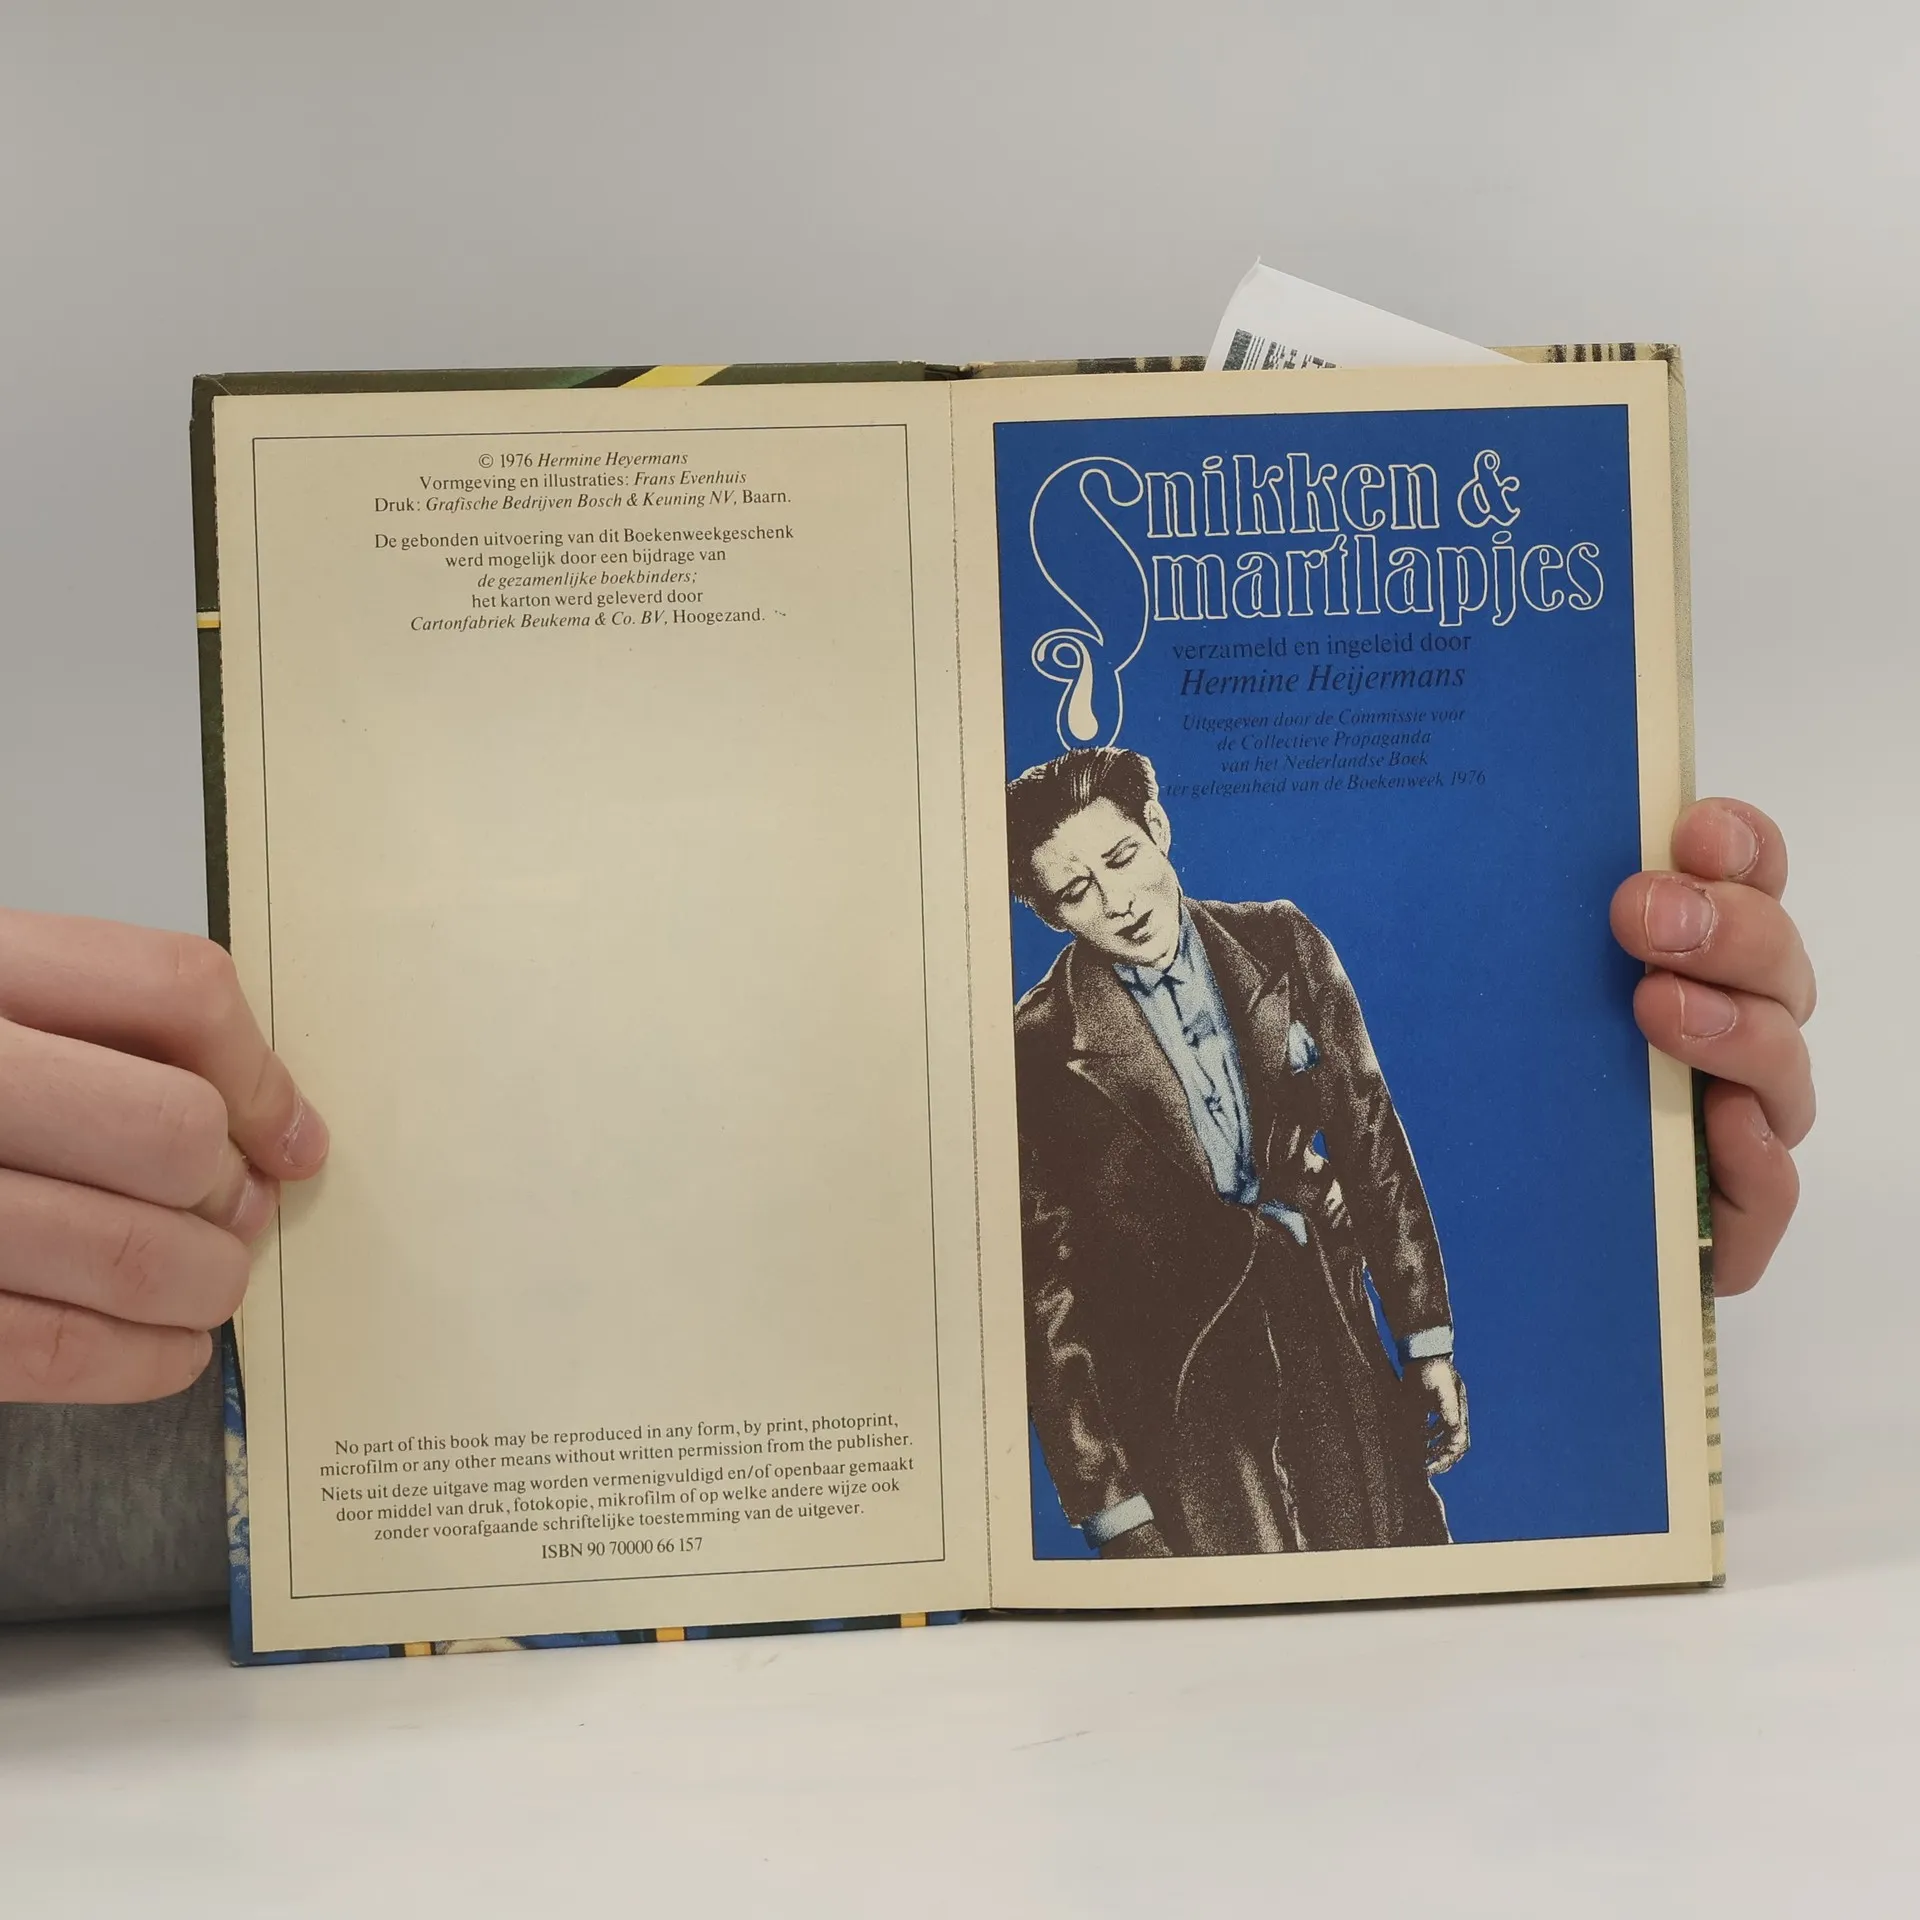 © 1976 Hermine Heyermans
Vormgeving en illustraties: Frans Evenhuis
Druk: Grafische Bedrijven Bosch & Keuning NV, Baarn.
De gebonden uitvoering van dit Boekenweekgeschenk
werd mogelijk door een bijdrage van
de gezamenlijke boekbinders;
het karton werd geleverd door
Cartonfabriek Beukema & Co. BV, Hoogezand.
No part of this book may be reproduced in any form, by print, photoprint,
microfilm or any other means without written permission from the publisher.
Niets uit deze uitgave mag worden vermenigvuldigd en/of openbaar gemaakt
door middel van druk, fotokopie, mikrofilm of op welke andere wijze ook
zonder voorafgaande schriftelijke toestemming van de uitgever.
ISBN 90 70000 66 157
Snikken &
Smartlapjes
verzameld en ingeleid door
Hermine Heijermans
Uitgegeven door de Commissie voor
de Collectieve Propaganda
van het Nederlandse Boek
ter gelegenheid van de Boekenweek 1976